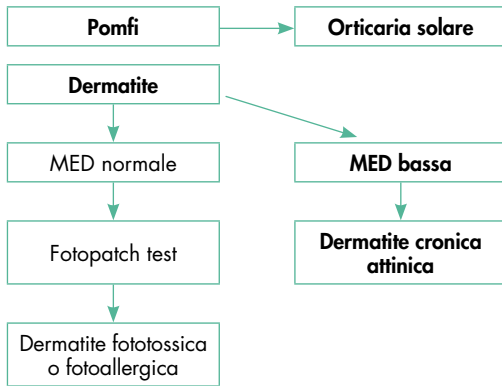 Pomfi
Orticaria solare
Dermatite
MED normale
MED bassa
Fotopatch test
Dermatite cronica
attinica
Dermatite fototossica
o fotoallergica